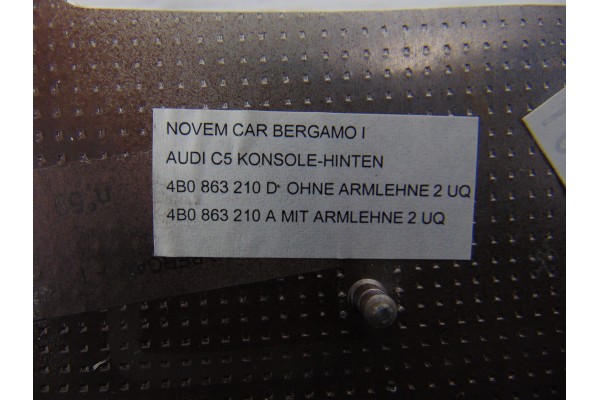 NOVEM CAR BERGAMO I
AUDI C5 KONSOLE-HINTEN
4B0 863 210 D* OHNE ARMLEHNE 2 UQ
4B0 863 210 A MIT ARMLEHNE 2 UQ